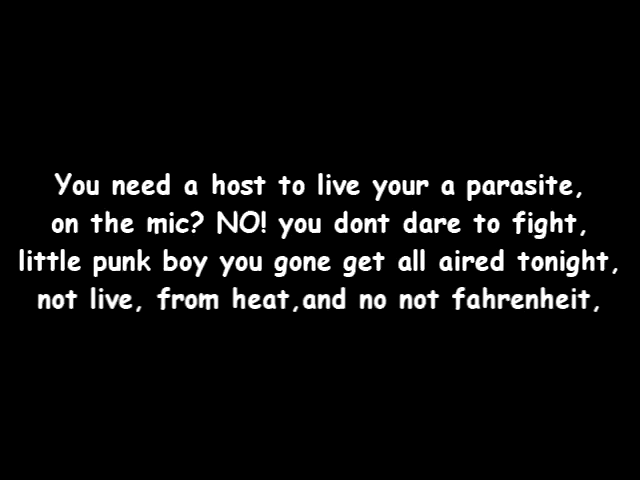 You need a host to live your a parasite,
on the mic? NO! you dont dare to fight,
little punk boy you gone get all aired tonight,
not live, from heat,and no not fahrenheit,